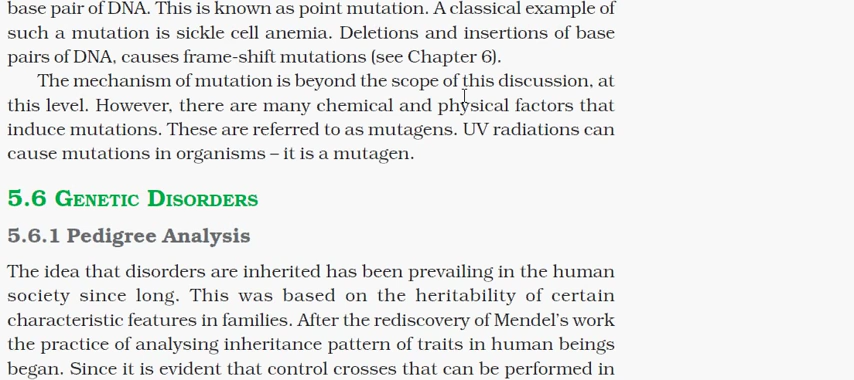 base pair of DNA. This is known as point mutation. A classical example of
such a mutation is sickle cell anemia. Deletions and insertions of base
pairs of DNA, causes frame-shift mutations (see Chapter 6).
The mechanism of mutation is beyond the scope of this discussion, at
this level. However, there are many chemical and physical factors that
induce mutations. These are referred to as mutagens. UV radiations can
cause mutations in organisms – it is a mutagen.
5.6 GENETIC DISORDERS
5.6.1 Pedigree Analysis
The idea that disorders are inherited has been prevailing in the human
society since long. This was based on the heritability of certain
characteristic features in families. After the rediscovery of Mendel's work
the practice of analysing inheritance pattern of traits in human beings
began. Since it is evident that control crosses that can be performed in